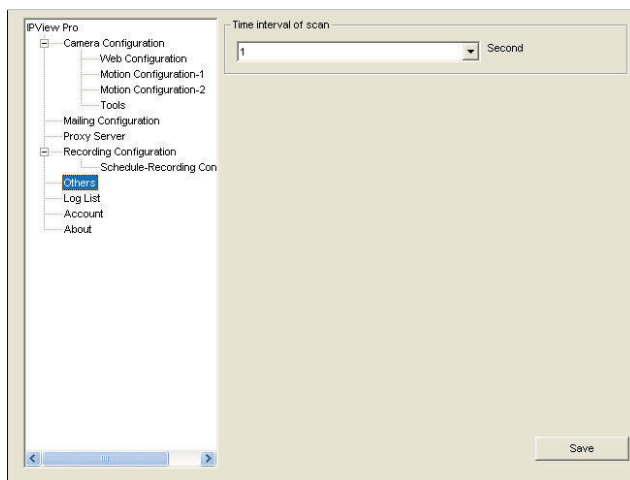 IPView Pro
Camera Configuration
Web Configuration
Motion Configuration-1
Motion Configuration-2
Tools
Mailing Configuration
Proxy Server
Recording Configuration
Schedule-Recording Con
Others
Log List
Account
About
Time interval of scan
1 Second
Save